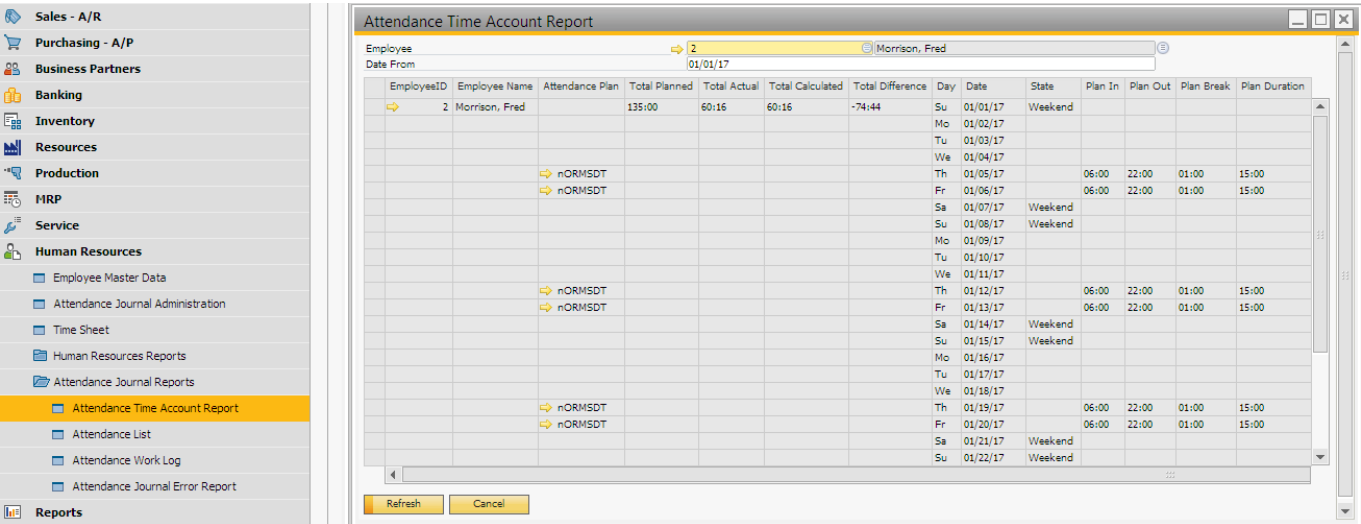 Sales - A/R
Purchasing - A/P
Business Partners
Banking
Inventory
Resources
Production
MRP
Service
Human Resources
Employee Master Data
Attendance Journal Administration
Time Sheet
Human Resources Reports
Attendance Journal Reports
Attendance Time Account Report
Attendance List
Attendance Work Log
Attendance Journal Error Report
Reports
Attendance Time Account Report
Employee 2 Morrison, Fred
Date From 01/01/17
EmployeeID Employee Name Attendance Plan Total Planned Total Actual Total Calculated Total Difference Day Date State Plan In Plan Out Plan Break Plan Duration
2 Morrison, Fred 135:00 60:16 60:16 -74:44 Su 01/01/17 Weekend
Mo 01/02/17
Tu 01/03/17
We 01/04/17
nORMSDT Th 01/05/17 06:00 22:00 01:00 15:00
nORMSDT Fr 01/06/17 06:00 22:00 01:00 15:00
Sa 01/07/17 Weekend
Su 01/08/17 Weekend
Mo 01/09/17
Tu 01/10/17
We 01/11/17
nORMSDT Th 01/12/17 06:00 22:00 01:00 15:00
nORMSDT Fr 01/13/17 06:00 22:00 01:00 15:00
Sa 01/14/17 Weekend
Su 01/15/17 Weekend
Mo 01/16/17
Tu 01/17/17
We 01/18/17
nORMSDT Th 01/19/17 06:00 22:00 01:00 15:00
nORMSDT Fr 01/20/17 06:00 22:00 01:00 15:00
Sa 01/21/17 Weekend
Su 01/22/17 Weekend
Refresh Cancel